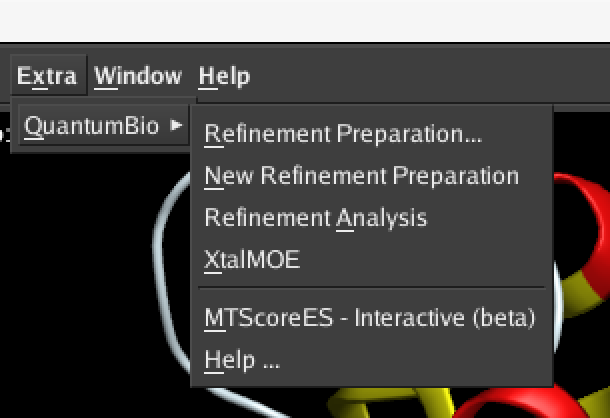 Extra Window Help
QuantumBio
Refinement Preparation...
New Refinement Preparation
Refinement Analysis
XtalMOE
MTScoreES - Interactive (beta)
Help ...